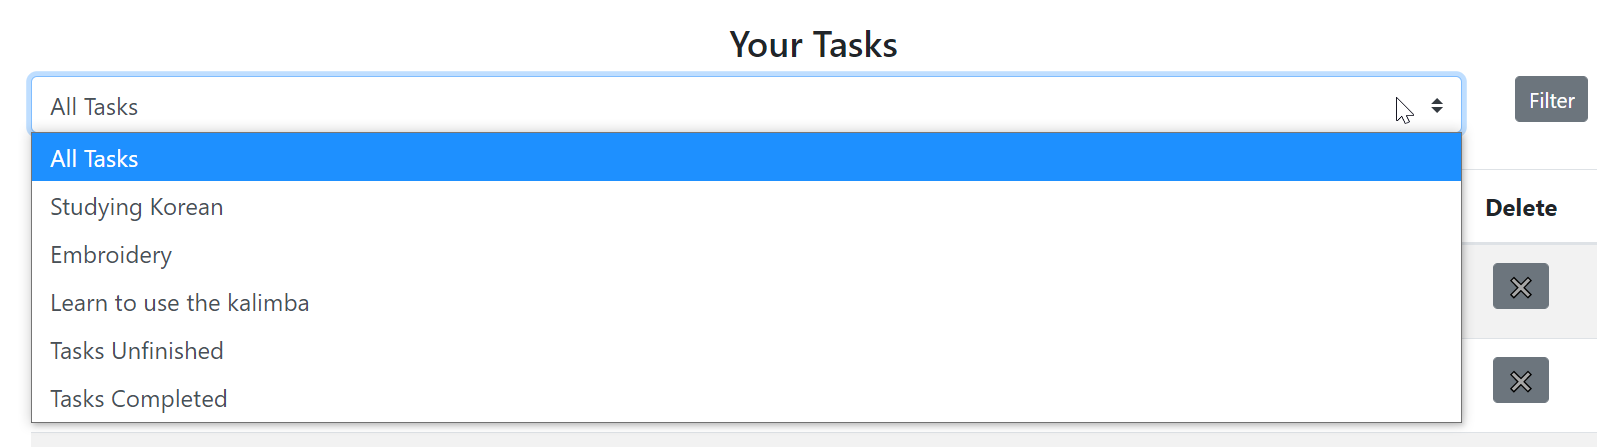 Your Tasks
All Tasks
Filter
All Tasks
Studying Korean
Delete
Embroidery
Learn to use the kalimba
Tasks Unfinished
Tasks Completed